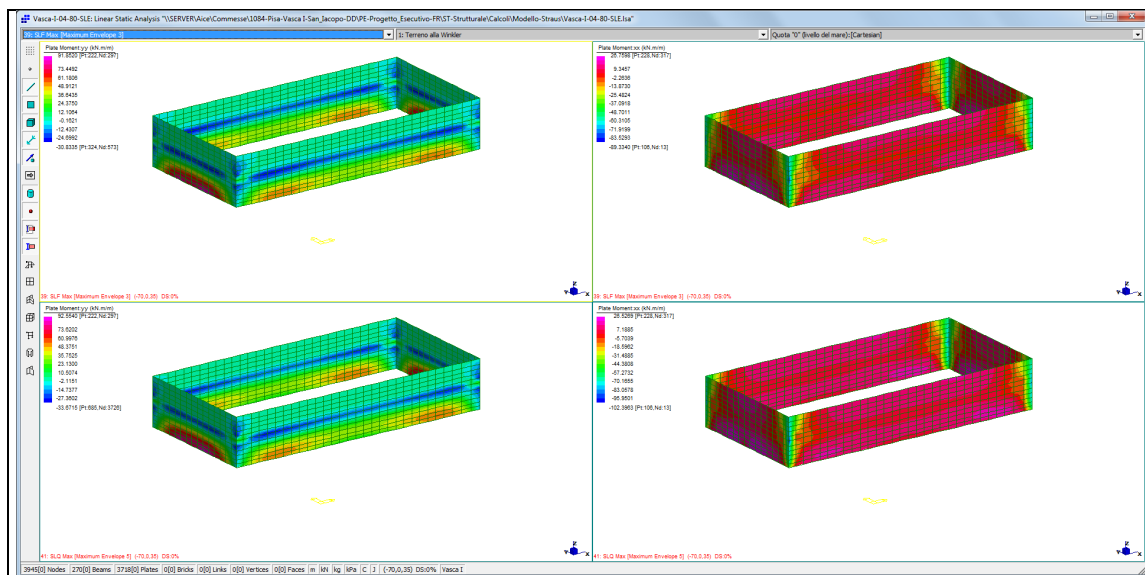 Vasca-I-04-80-SLE: Linear Static Analysis "\\SERVER\Aice\Commesse\1084-Pisa-Vasca I-San_Iacopo-DD\PE-Progetto_Esecutivo-FR\ST-Strutturale\Calcoli\Modello-Straus\Vasca-I-04-80-SLE.lsa"
39: SLF Max [Maximum Envelope 3]
1: Terreno alla Winkler
Quota "0" (livello del mare):[Cartesian]
Plate Moment:yy (kN.m/m)
91.8520 [Pt:222,Nd:297]
73.4492
61.1806
48.9121
36.6435
24.3750
12.1064
-0.1621
-12.4307
-24.6992
-30.8335 [Pt:324,Nd:573]
39: SLF Max [Maximum Envelope 3] (-70,0,35) DS:0%
Plate Moment:xx (kN.m/m)
26.7598 [Pt:228,Nd:317]
9.3457
-2.2636
-13.8730
-25.4824
-37.0918
-48.7011
-60.3105
-71.9199
-83.5293
-89.3340 [Pt:106,Nd:13]
39: SLF Max [Maximum Envelope 3] (-70,0,35) DS:0%
Plate Moment:yy (kN.m/m)
92.5540 [Pt:222,Nd:297]
73.6202
60.9976
48.3751
35.7525
23.1300
10.5074
-2.1151
-14.7377
-27.3602
-33.6715 [Pt:685,Nd:3726]
41: SLQ Max [Maximum Envelope 5] (-70,0,35) DS:0%
Plate Moment:xx (kN.m/m)
26.5269 [Pt:228,Nd:317]
7.1885
-5.7039
-18.5962
-31.4885
-44.3808
-57.2732
-70.1655
-83.0578
-95.9501
-102.3963 [Pt:106,Nd:13]
41: SLQ Max [Maximum Envelope 5] (-70,0,35) DS:0%
3945[0] Nodes 270[0] Beams 3718[0] Plates 0[0] Bricks 0[0] Links 0[0] Vertices 0[0] Faces m kN kg kPa C J (-70,0,35) DS:0% Vasca I